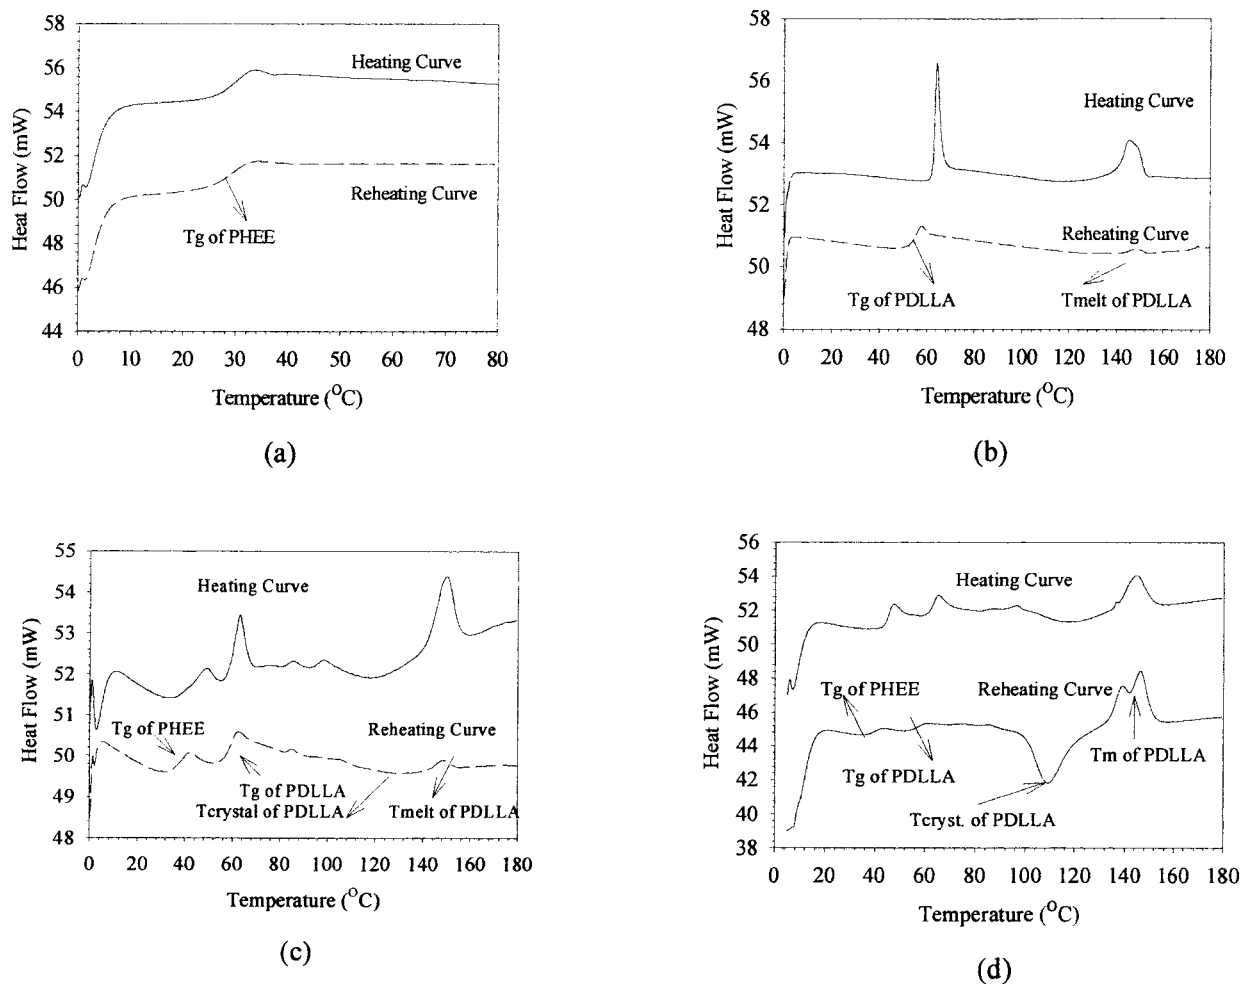 58
56
54
52
50
48
46
44
Heat Flow (mW)
Heating Curve
Reheating Curve
Tg of PHEE
0 10 20 30 40 50 60 70 80
Temperature (°C)
(a)
58
56
54
52
50
48
Heat Flow (mW)
Heating Curve
Reheating Curve
Tg of PDLLA
Tmelt of PDLLA
0 20 40 60 80 100 120 140 160 180
Temperature (°C)
(b)
55
54
53
52
51
50
49
48
Heat Flow (mW)
Heating Curve
Tg of PHEE
Reheating Curve
Tg of PDLLA
Tcrystal of PDLLA
Tmelt of PDLLA
0 20 40 60 80 100 120 140 160 180
Temperature (°C)
(c)
56
54
52
50
48
46
44
42
40
38
Heat Flow (mW)
Heating Curve
Tg of PHEE
Reheating Curve
Tg of PDLLA
Tm of PDLLA
Tcryst. of PDLLA
0 20 40 60 80 100 120 140 160 180
Temperature (°C)
(d)